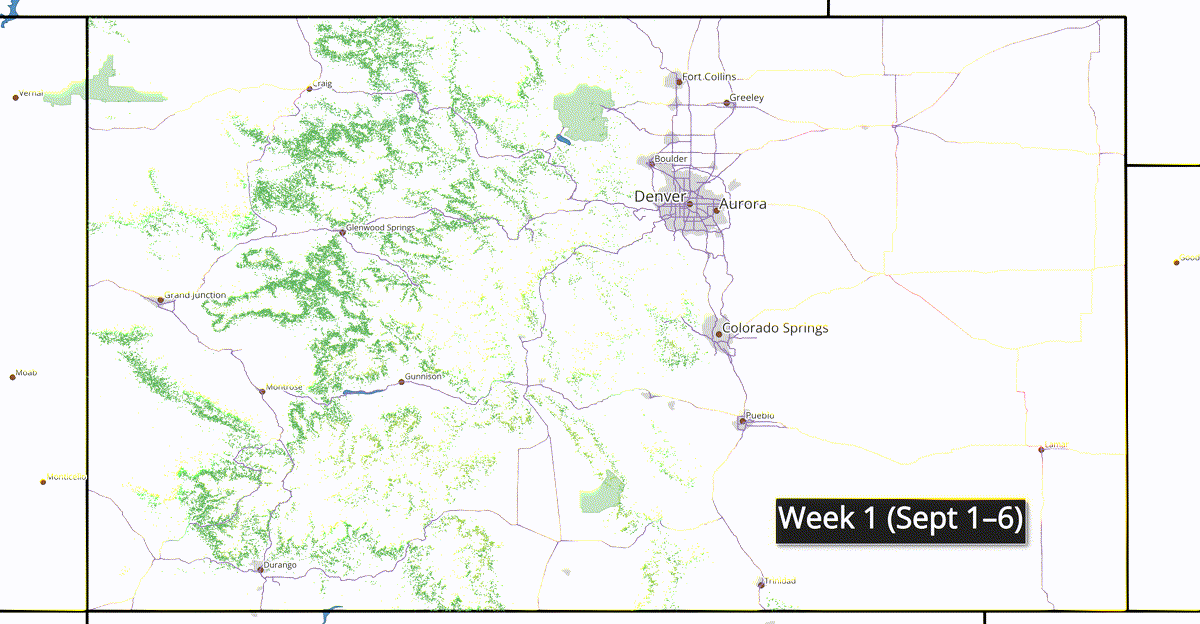 Fort Collins
Craig
Vernal
Greeley
Boulder
Denver
Aurora
Glenwood Springs
Grand Junction
Colorado Springs
Moab
Gunnison
Montrose
Pueblo
Lamar
Monticello
Week 1 (Sept 1–6)
Durango
Trinidad